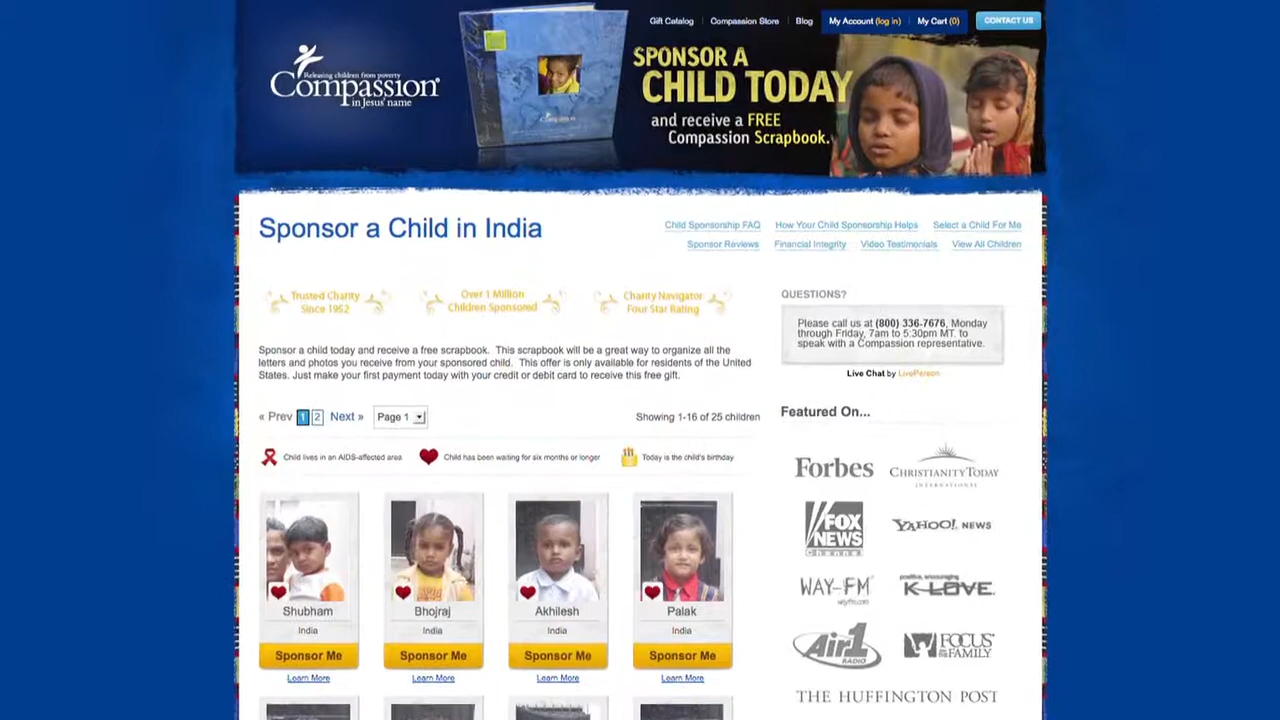 Gift Catalog
Compassion Store
Blog
My Account (log in)
My Cart (0)
CONTACT US
Releasing children from poverty
Compassion®
in Jesus' name
SPONSOR A
CHILD TODAY
and receive a FREE
Compassion Scrapbook.
Compassion
Sponsor a Child in India
Child Sponsorship FAQ
How Your Child Sponsorship Helps
Select a Child For Me
Sponsor Reviews
Financial Integrity
Video Testimonials
View All Children
Trusted Charity
Since 1952
Over 1 Million
Children Sponsored
Charity Navigator
Four Star Rating
Sponsor a child today and receive a free scrapbook. This scrapbook will be a great way to organize all the
letters and photos you receive from your sponsored child. This offer is only available for residents of the United
States. Just make your first payment today with your credit or debit card to receive this free gift.
« Prev 1 2 Next » Page 1
Showing 1-16 of 25 children
Child lives in an AIDS-affected area
Child has been waiting for six months or longer
Today is the child's birthday
Shubham
India
Sponsor Me
Learn More
Bhojraj
India
Sponsor Me
Learn More
Akhilesh
India
Sponsor Me
Learn More
Palak
India
Sponsor Me
Learn More
QUESTIONS?
Please call us at (800) 336-7676, Monday
through Friday, 7am to 5:30pm MT. to
speak with a Compassion representative.
Live Chat by LivePerson
Featured On...
Forbes
CHRISTIANITY TODAY
INTERNATIONAL
FOX
NEWS
Channel
YAHOO! NEWS
WAY-FM
wayfm.com
positive, encouraging
K-LOVE
Air1
RADIO
FOCUS
ON THE FAMILY
THE HUFFINGTON POST